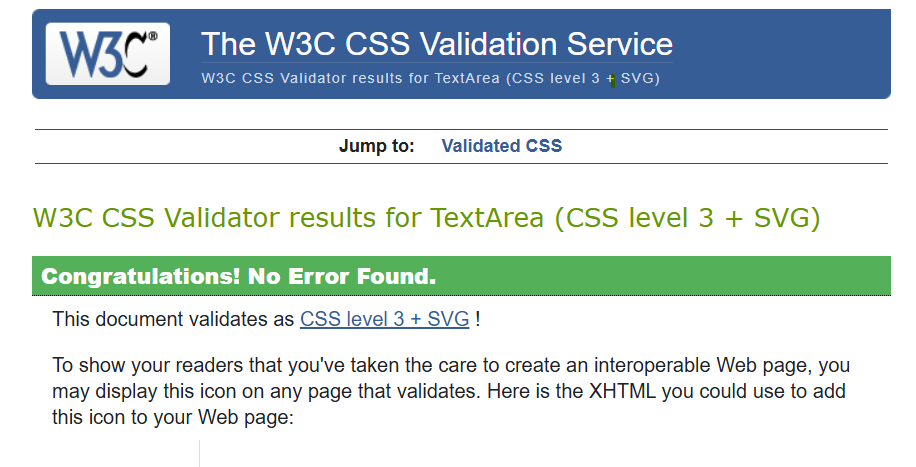 W3C®
The W3C CSS Validation Service
W3C CSS Validator results for TextArea (CSS level 3 + SVG)
Jump to: Validated CSS
W3C CSS Validator results for TextArea (CSS level 3 + SVG)
Congratulations! No Error Found.
This document validates as CSS level 3 + SVG !
To show your readers that you've taken the care to create an interoperable Web page, you
may display this icon on any page that validates. Here is the XHTML you could use to add
this icon to your Web page: